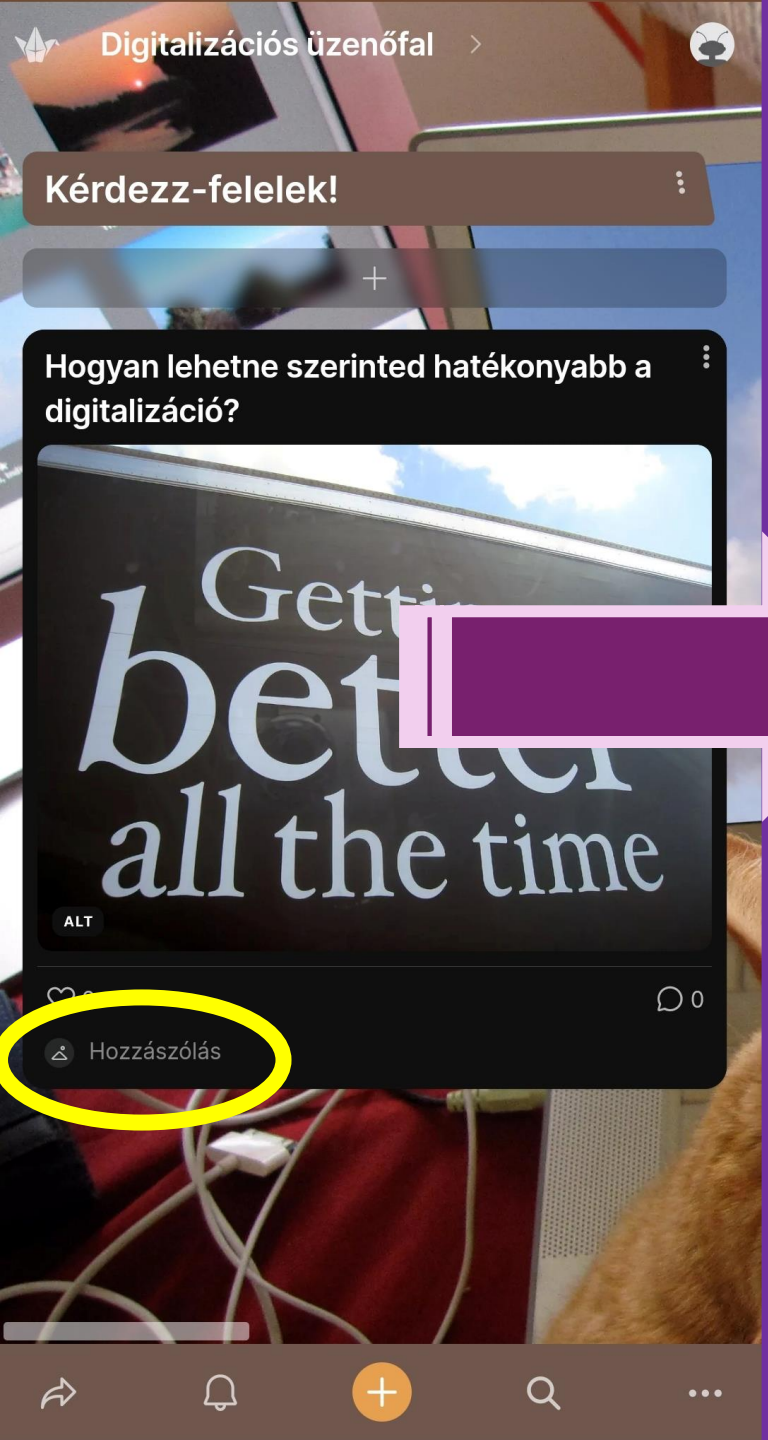 Digitalizációs üzenőfal
Kérdezz-felelek!
Hogyan lehetne szerinted hatékonyabb a
digitalizáció?
better
all the time
ALT
0
Hozzászólás